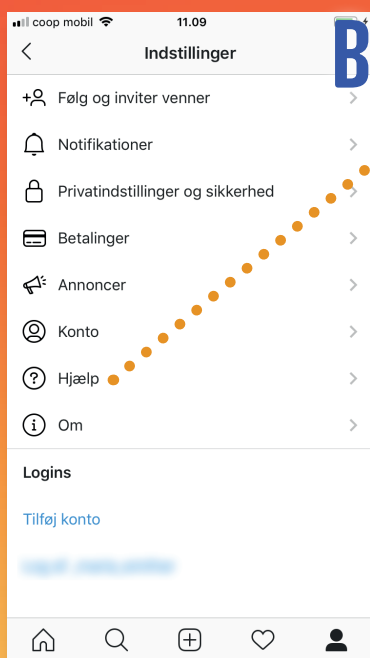 coop mobil
11.09
B
Indstillinger
Følg og inviter venner
Notifikationer
Privatindstillinger og sikkerhed
Betalinger
Annoncer
Konto
Hjælp
Om
Logins
Tilføj konto